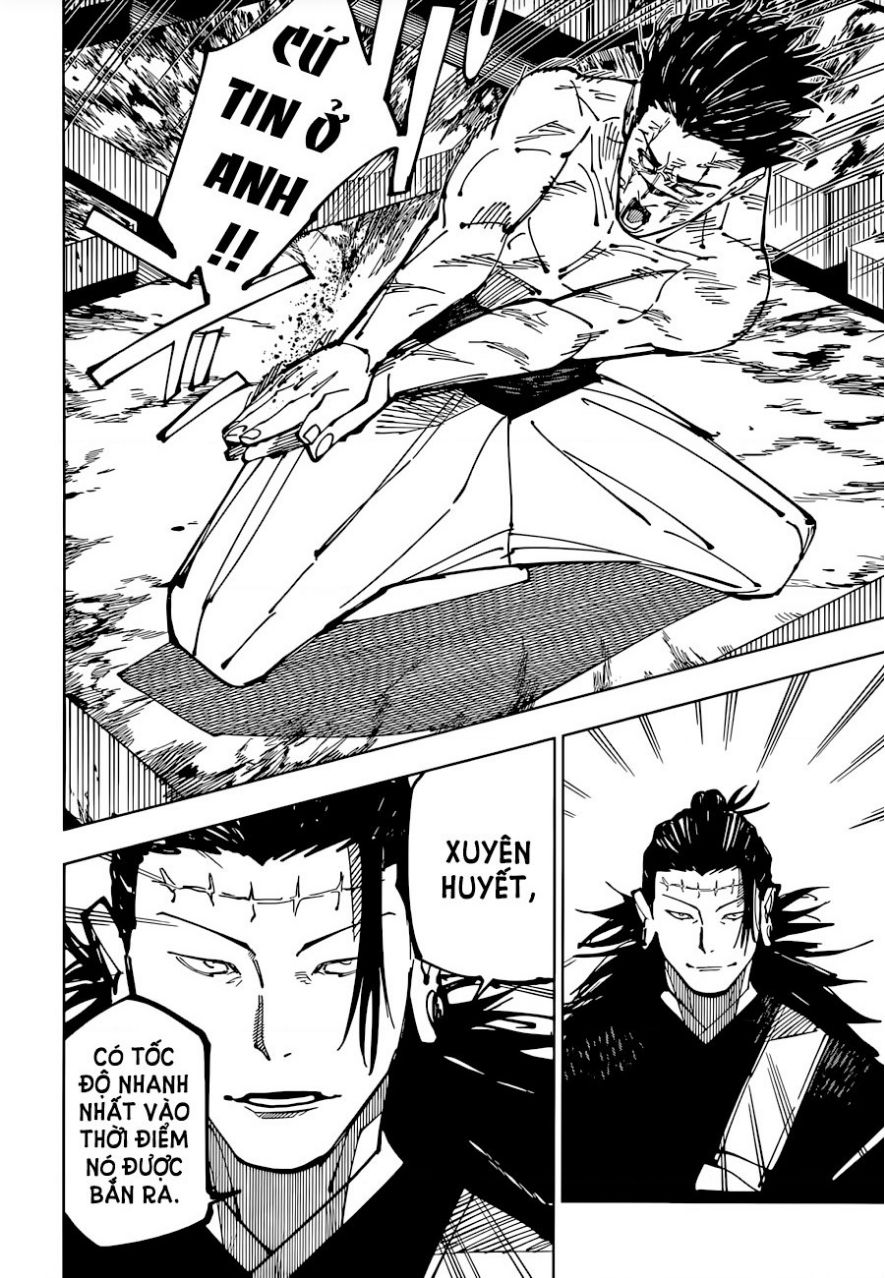 CỨ
TIN Ở
ANH
!!
XUYÊN
HUYẾT,
CÓ TỐC
ĐỘ NHANH
NHẤT VÀO
THỜI ĐIỂM
NÓ ĐƯỢC
BẮN RA.